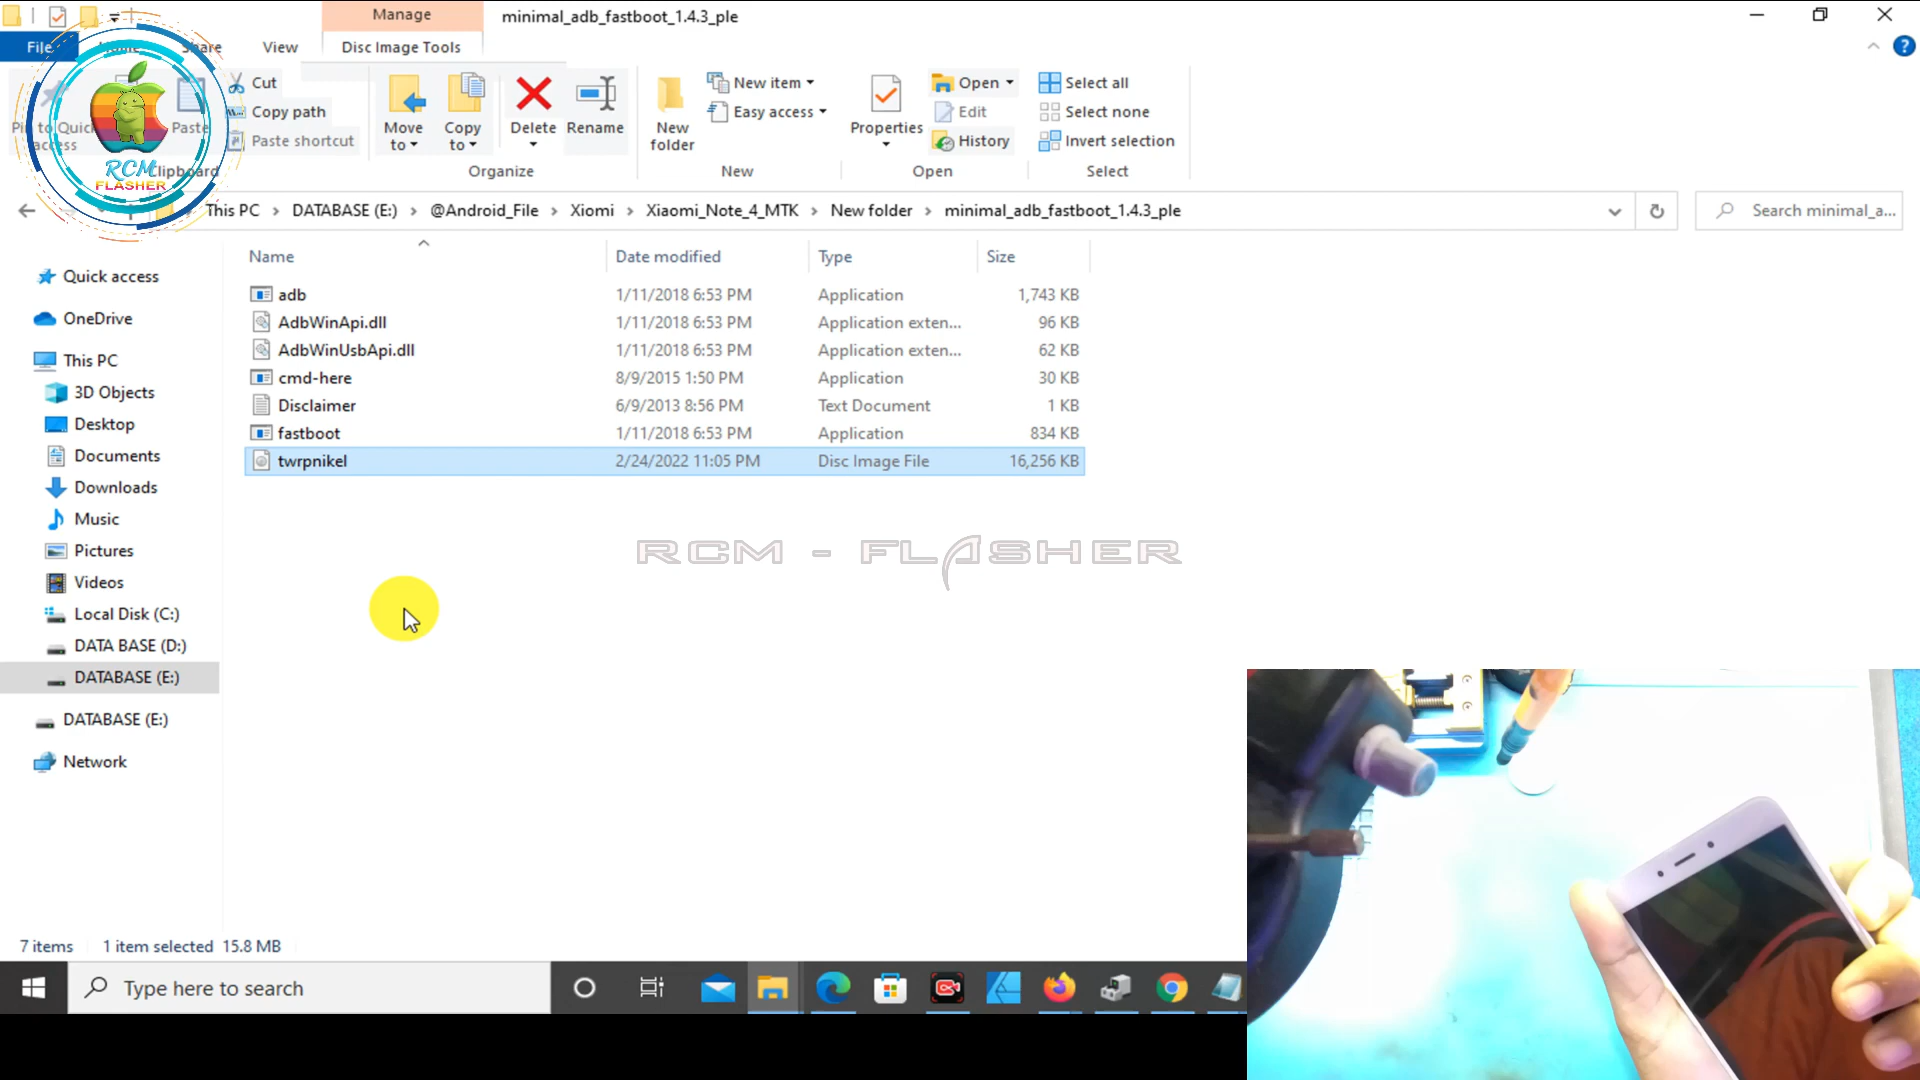 Manage
minimal_adb_fastboot_1.4.3_ple
File
Share
View
Disc Image Tools
Cut
Copy path
Paste shortcut
Paste
Clipboard
RCM
FLASHER
Move to
Copy to
Delete
Rename
Organize
New folder
New item
Easy access
New
Properties
Open
Edit
History
Open
Select all
Select none
Invert selection
Select
This PC
DATABASE (E:)
@Android_File
Xiomi
Xiaomi_Note_4_MTK
New folder
minimal_adb_fastboot_1.4.3_ple
Search minimal_a...
Name Date modified Type Size
adb 1/11/2018 6:53 PM Application 1,743 KB
AdbWinApi.dll 1/11/2018 6:53 PM Application exten... 96 KB
AdbWinUsbApi.dll 1/11/2018 6:53 PM Application exten... 62 KB
cmd-here 8/9/2015 1:50 PM Application 30 KB
Disclaimer 6/9/2013 8:56 PM Text Document 1 KB
fastboot 1/11/2018 6:53 PM Application 834 KB
twrpnikel 2/24/2022 11:05 PM Disc Image File 16,256 KB
Quick access
OneDrive
This PC
3D Objects
Desktop
Documents
Downloads
Music
Pictures
Videos
Local Disk (C:)
DATA BASE (D:)
DATABASE (E:)
DATABASE (E:)
Network
RCM - FLASHER
7 items
1 item selected 15.8 MB
Type here to search